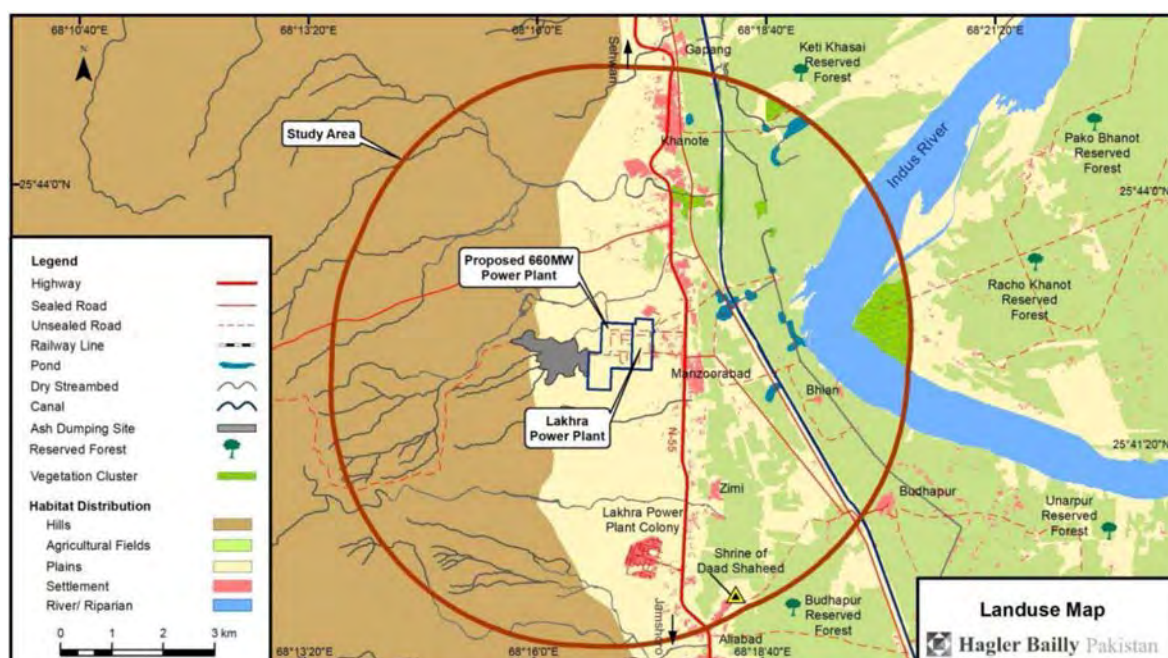 68°10'40"E
68°13'20"E
68°16'0"E
68°18'40"E
68°21'20"E
N
Sehwan
Gapang
Keti Khasai
Reserved
Forest
Study Area
Khanote
Indus River
Pako Bhanot
Reserved
Forest
25°44'0"N
25°44'0"N
Legend
Highway
Sealed Road
Unsealed Road
Railway Line
Pond
Dry Streambed
Canal
Ash Dumping Site
Reserved Forest
Vegetation Cluster
Habitat Distribution
Hills
Agricultural Fields
Plains
Settlement
River/ Riparian
0 1 2 3 km
Proposed 660MW
Power Plant
Racho Khanot
Reserved
Forest
Manzoorabad
Bhian
Lakhra
Power Plant
N-55
25°41'20"N
Zimi
Budhapur
Lakhra Power
Plant Colony
Unarpur
Reserved
Forest
Shrine of
Daad Shaheed
Budhapur
Reserved
Forest
Jamshoro
Allabad
68°13'20"E
68°16'0"E
68°18'40"E
Landuse Map
Hagler Bailly Pakistan